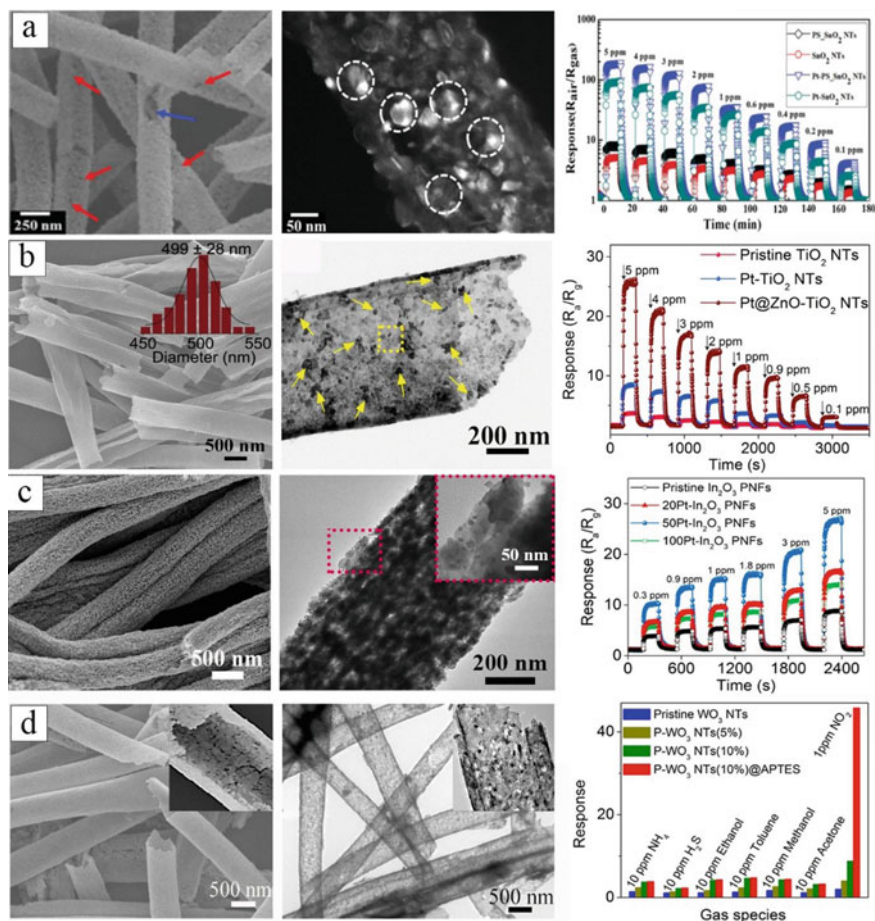 a
250 nm
50 nm
Response(Rair/Rgas)
1000
100
10
1
5 ppm
4 ppm
3 ppm
2 ppm
1 ppm
0.6 ppm
0.4 ppm
0.2 ppm
0.1 ppm
PS_SnO2 NTs
SnO2 NTs
Pt-PS_SnO2 NTs
Pt-SnO2 NTs
0 20 40 60 80 100 120 140 160 180
Time (min)
b
499 ± 28 nm
450 500 550
Diameter (nm)
500 nm
200 nm
Response (Ra/Rg)
30
20
10
0
5 ppm
4 ppm
3 ppm
2 ppm
1 ppm
0.9 ppm
0.5 ppm
0.1 ppm
Pristine TiO2 NTs
Pt-TiO2 NTs
Pt@ZnO-TiO2 NTs
0 1000 2000 3000
Time (s)
c
500 nm
50 nm
200 nm
Response (Ra/Rg)
40
30
20
10
0
Pristine In2O3 PNFs
20Pt-In2O3 PNFs
50Pt-In2O3 PNFs
100Pt-In2O3 PNFs
0.3 ppm
0.9 ppm
1 ppm
1.8 ppm
3 ppm
5 ppm
0 600 1200 1800 2400
Time (s)
d
500 nm
500 nm
Response
40
20
0
Pristine WO3 NTs
P-WO3 NTs(5%)
P-WO3 NTs(10%)
P-WO3 NTs(10%)@APTES
10 ppm NH4
10 ppm H2S
10 ppm Ethanol
10 ppm Toluene
10 ppm Methanol
10 ppm Acetone
1ppm NO2
Gas species